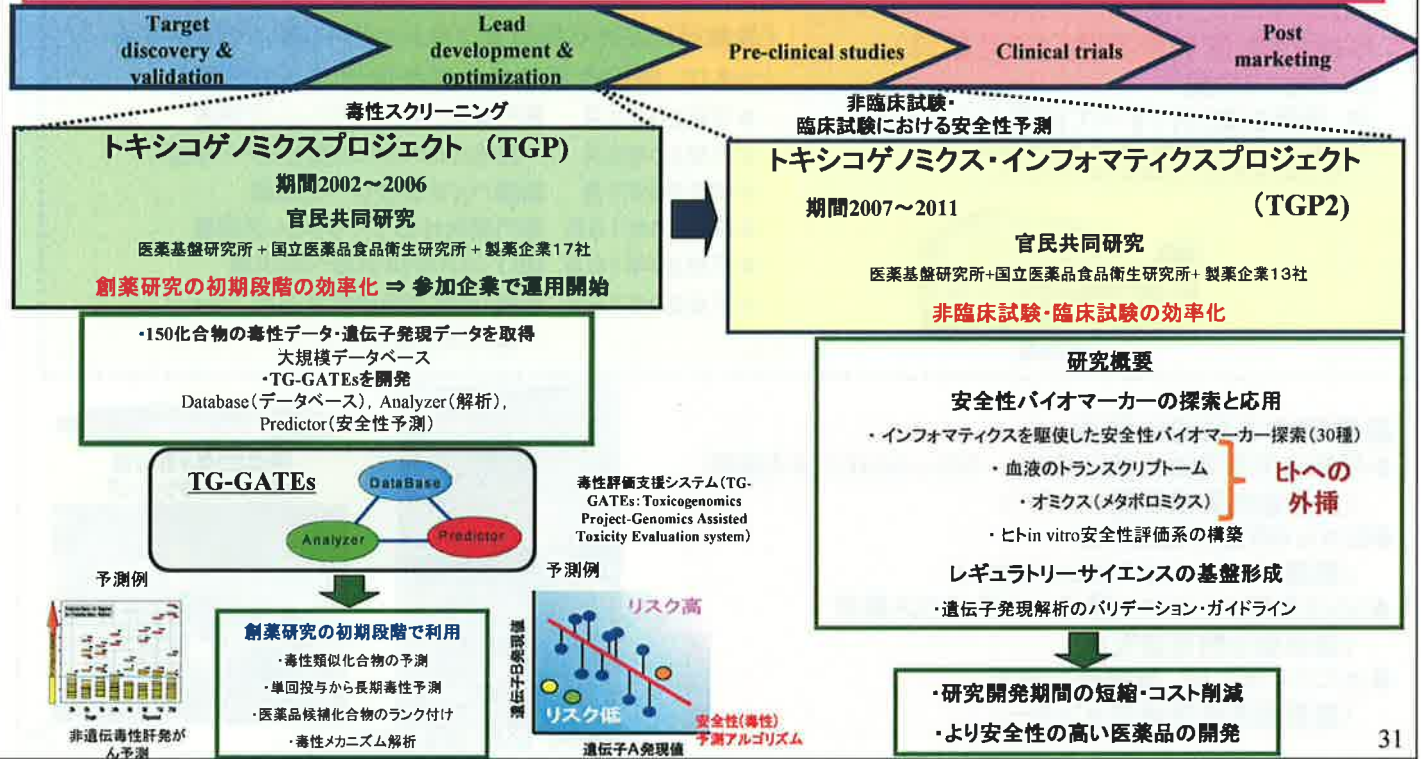 Target
discovery &
validation
Lead
development &
optimization
Pre-clinical studies
Clinical trials
Post
marketing
毒性スクリーニング
非臨床試験・
臨床試験における安全性予測
トキシコゲノミクスプロジェクト (TGP)
期間2002～2006
官民共同研究
医薬基盤研究所+国立医薬品食品衛生研究所+製薬企業17社
創薬研究の初期段階の効率化 ⇒ 参加企業で運用開始
トキシコゲノミクス・インフォマティクスプロジェクト
期間2007～2011
(TGP2)
官民共同研究
医薬基盤研究所+国立医薬品食品衛生研究所+製薬企業13社
非臨床試験・臨床試験の効率化
・150化合物の毒性データ・遺伝子発現データを取得
大規模データベース
・TG-GATEsを開発
Database(データベース), Analyzer(解析),
Predictor(安全性予測)
TG-GATEs
DataBase
Analyzer
Predictor
毒性評価支援システム(TG-
GATEs:Toxicogenomics
Project-Genomics Assisted
Toxicity Evaluation system)
予測例
非遺伝毒性肝発が
ん予測
創薬研究の初期段階で利用
・毒性類似化合物の予測
・単回投与から長期毒性予測
・医薬品候補化合物のランク付け
・毒性メカニズム解析
予測例
遺伝子B発現値
リスク高
リスク低
遺伝子A発現値
安全性(毒性)
予測アルゴリズム
研究概要
安全性バイオマーカーの探索と応用
・インフォマティクスを駆使した安全性バイオマーカー探索(30種)
・血液のトランスクリプトーム
・オミクス(メタボロミクス)
ヒトへの
外挿
・ヒトin vitro安全性評価系の構築
レギュラトリーサイエンスの基盤形成
・遺伝子発現解析のバリデーション・ガイドライン
・研究開発期間の短縮・コスト削減
・より安全性の高い医薬品の開発
31